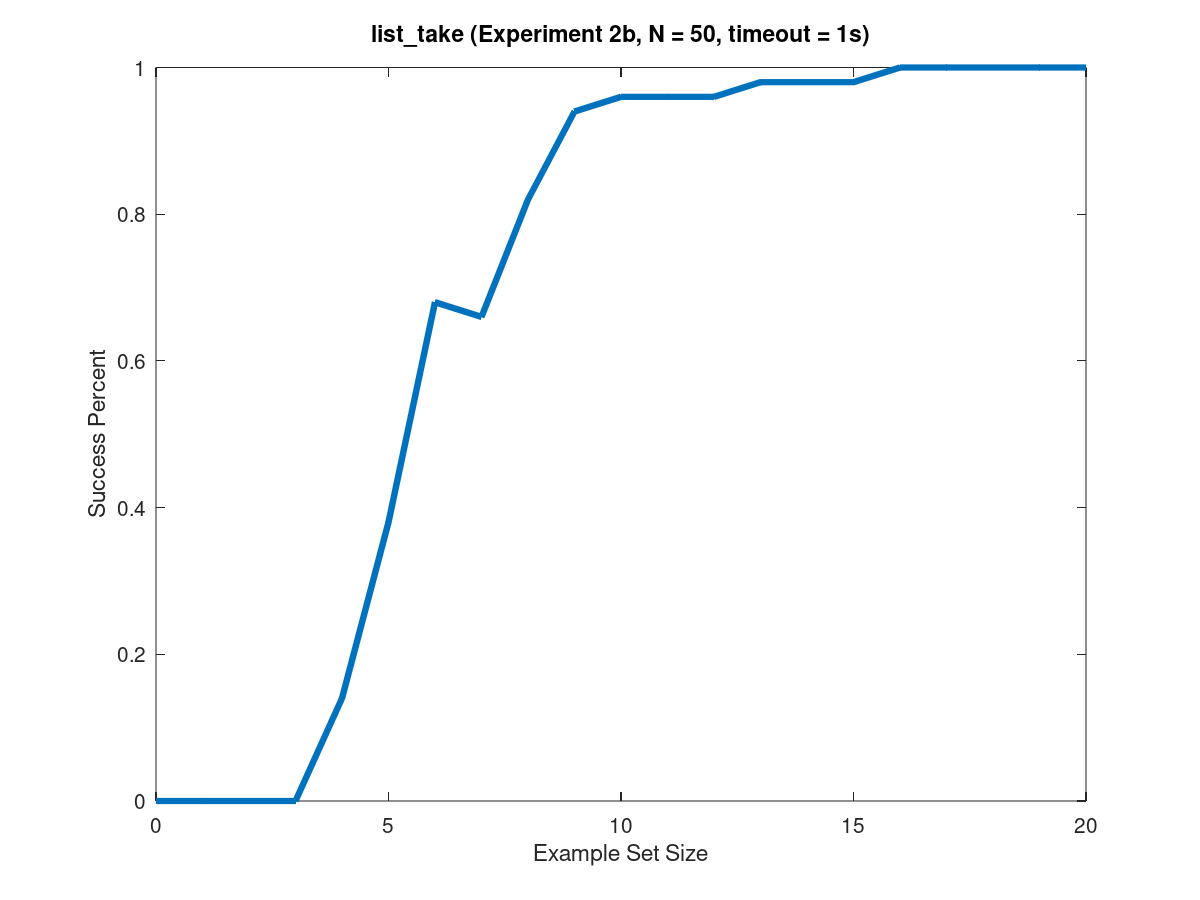 list_take (Experiment 2b, N = 50, timeout = 1s)
1
0.8
0.6
0.4
0.2
0
Success Percent
0 5 10 15 20
Example Set Size